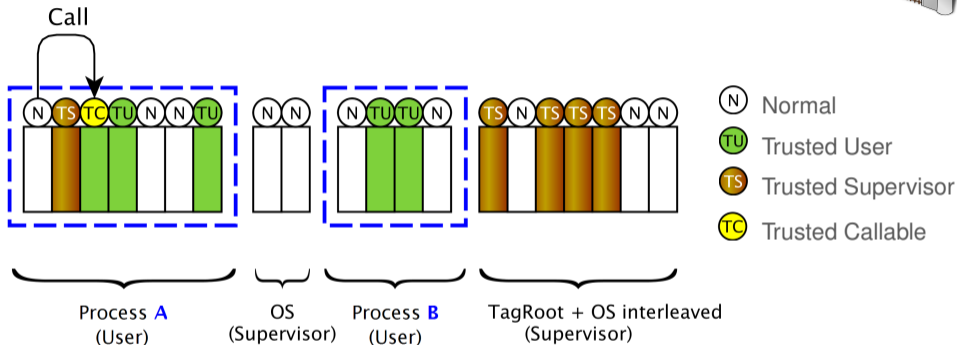 Call
N TS TC TU N N TU N N N TU TU N TS N TS TS TS N N
N Normal
TU Trusted User
TS Trusted Supervisor
TC Trusted Callable
Process A
(User)
OS
(Supervisor)
Process B
(User)
TagRoot + OS interleaved
(Supervisor)